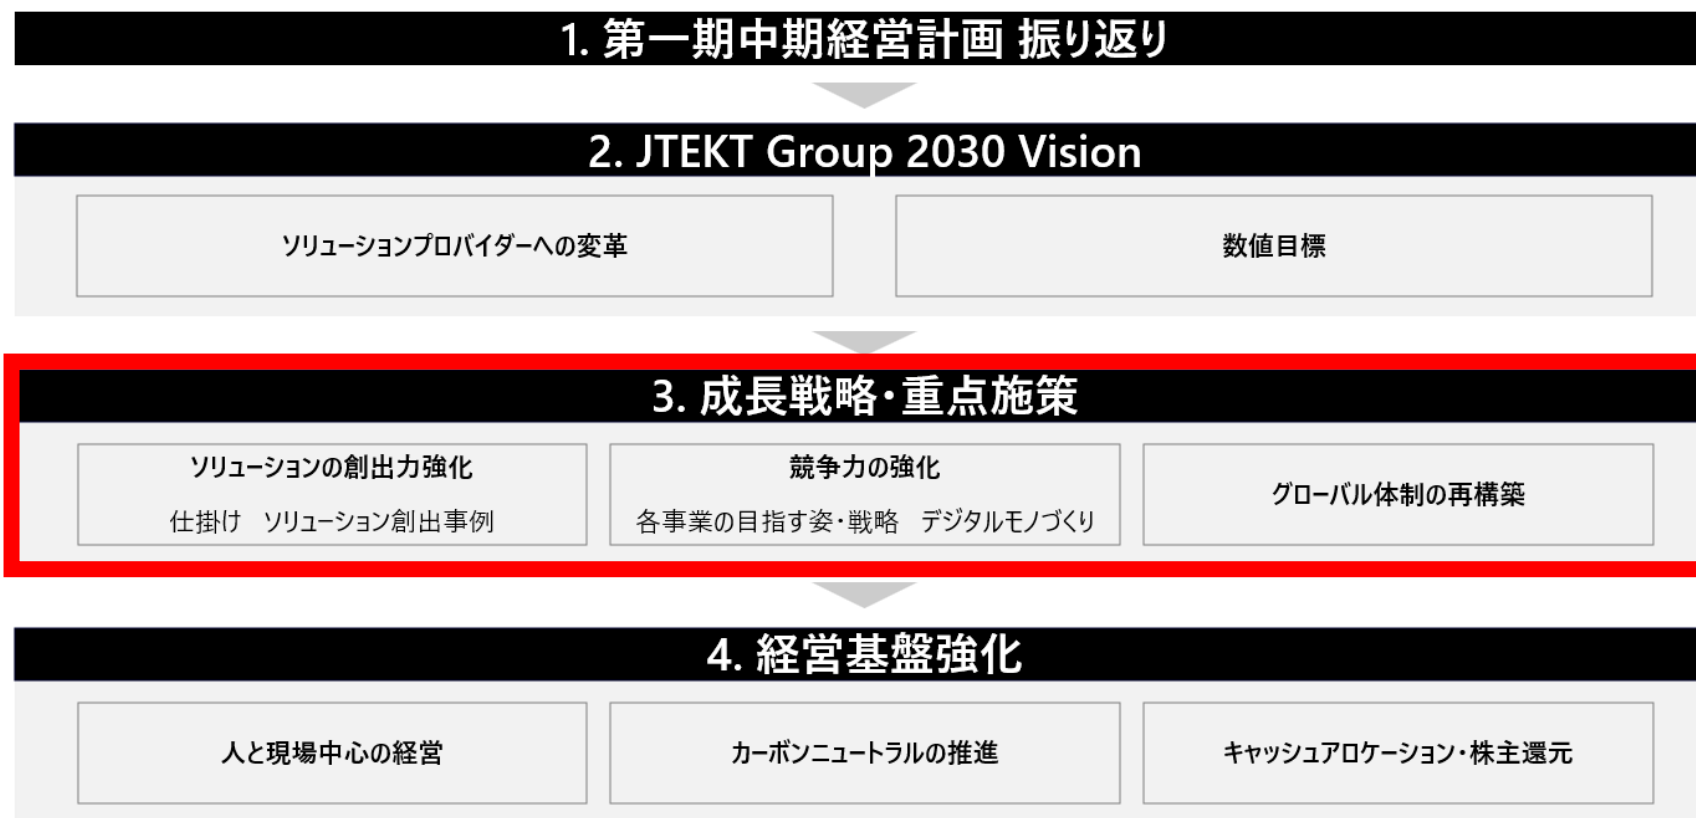 1. 第一期中期経営計画 振り返り
2. JTEKT Group 2030 Vision
ソリューションプロバイダーへの変革
数値目標
3. 成長戦略・重点施策
ソリューションの創出力強化
仕掛け ソリューション創出事例
競争力の強化
各事業の目指す姿・戦略 デジタルモノづくり
グローバル体制の再構築
4. 経営基盤強化
人と現場中心の経営
カーボンニュートラルの推進
キャッシュアロケーション・株主還元